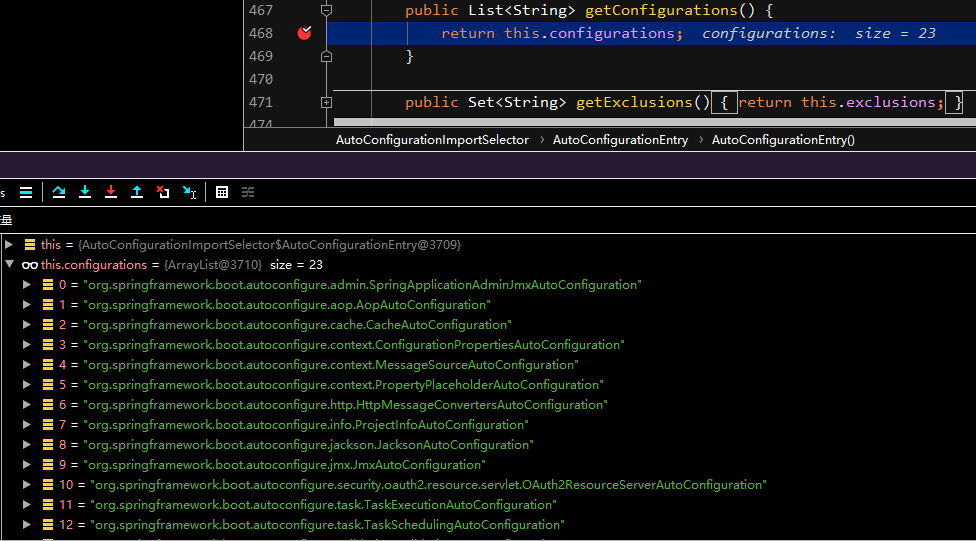 467 public List<String> getConfigurations() {
468 return this.configurations; configurations: size = 23
469 }
470
471 public Set<String> getExclusions() { return this.exclusions; }
474
AutoConfigurationImportSelector › AutoConfigurationEntry › AutoConfigurationEntry()
s
量
this = {AutoConfigurationImportSelector$AutoConfigurationEntry@3709}
this.configurations = {ArrayList@3710} size = 23
0 = "org.springframework.boot.autoconfigure.admin.SpringApplicationAdminJmxAutoConfiguration"
1 = "org.springframework.boot.autoconfigure.aop.AopAutoConfiguration"
2 = "org.springframework.boot.autoconfigure.cache.CacheAutoConfiguration"
3 = "org.springframework.boot.autoconfigure.context.ConfigurationPropertiesAutoConfiguration"
4 = "org.springframework.boot.autoconfigure.context.MessageSourceAutoConfiguration"
5 = "org.springframework.boot.autoconfigure.context.PropertyPlaceholderAutoConfiguration"
6 = "org.springframework.boot.autoconfigure.http.HttpMessageConvertersAutoConfiguration"
7 = "org.springframework.boot.autoconfigure.info.ProjectInfoAutoConfiguration"
8 = "org.springframework.boot.autoconfigure.jackson.JacksonAutoConfiguration"
9 = "org.springframework.boot.autoconfigure.jmx.JmxAutoConfiguration"
10 = "org.springframework.boot.autoconfigure.security.oauth2.resource.servlet.OAuth2ResourceServerAutoConfiguration"
11 = "org.springframework.boot.autoconfigure.task.TaskExecutionAutoConfiguration"
12 = "org.springframework.boot.autoconfigure.task.TaskSchedulingAutoConfiguration"